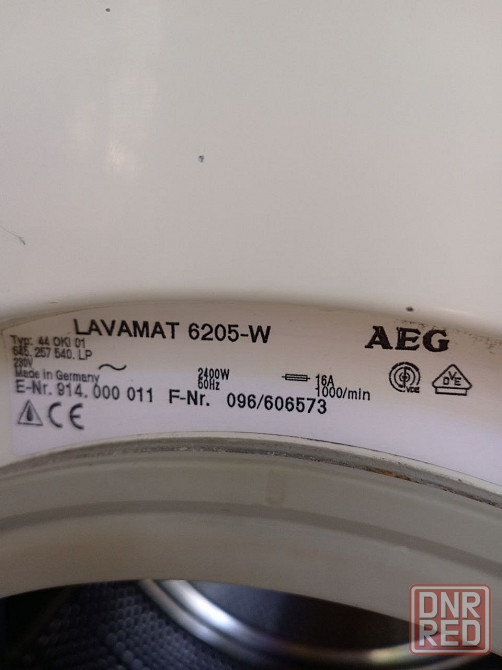 LAVAMAT 6205-W
AEG
Typ: 44 OKI 01
645. 267 540. LP
230V
2400W
16A
Made in Germany
50Hz
1000/min
VDE
DVE
E-Nr. 914. 000 011 F-Nr. 096/606573
CE
DNR
RED